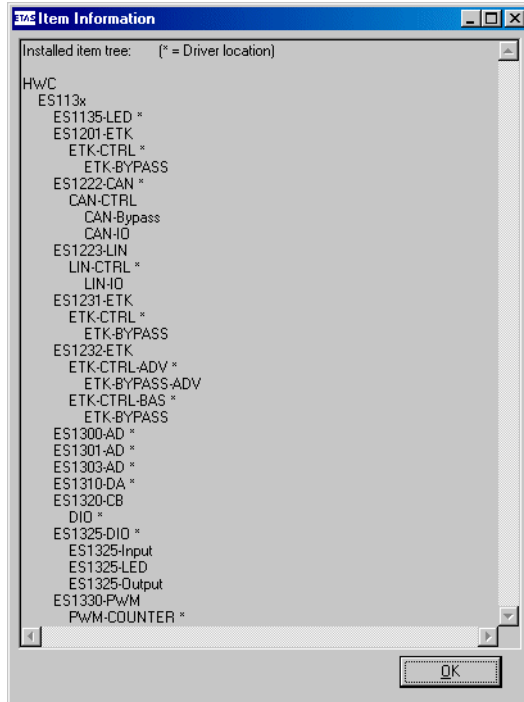 ETAS Item Information
Installed item tree: (* = Driver location)
HWC
ES113x
ES1135-LED *
ES1201-ETK
ETK-CTRL *
ETK-BYPASS
ES1222-CAN *
CAN-CTRL
CAN-Bypass
CAN-IO
ES1223-LIN
LIN-CTRL *
LIN-IO
ES1231-ETK
ETK-CTRL *
ETK-BYPASS
ES1232-ETK
ETK-CTRL-ADV *
ETK-BYPASS-ADV
ETK-CTRL-BAS *
ETK-BYPASS
ES1300-AD *
ES1301-AD *
ES1303-AD *
ES1310-DA *
ES1320-CB
DIO *
ES1325-DIO *
ES1325-Input
ES1325-LED
ES1325-Output
ES1330-PWM
PWM-COUNTER *
OK